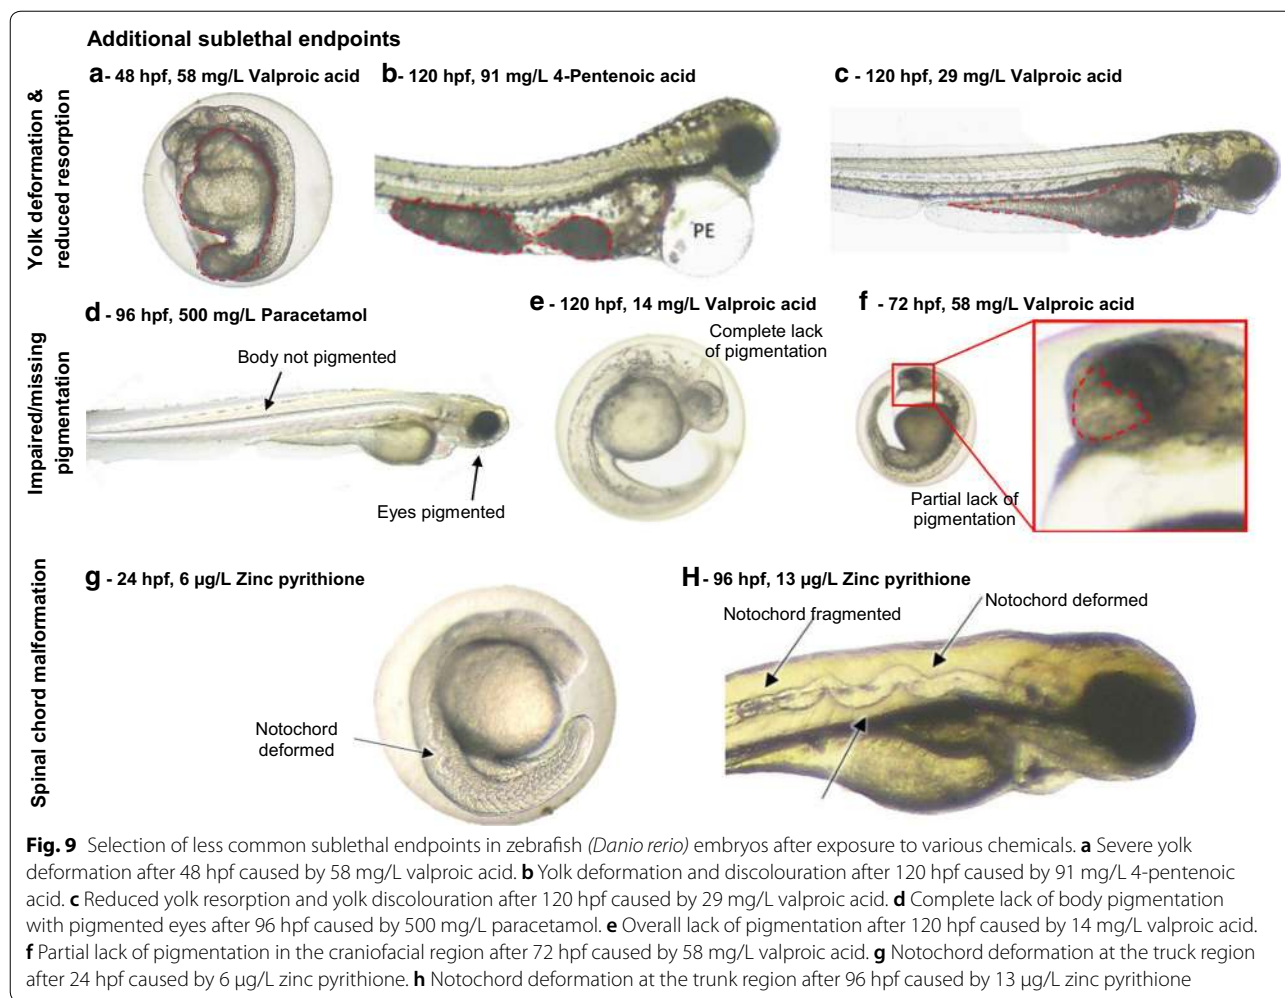 Additional sublethal endpoints
Yolk deformation &
reduced resorption
a- 48 hpf, 58 mg/L Valproic acid
b- 120 hpf, 91 mg/L 4-Pentenoic acid
c - 120 hpf, 29 mg/L Valproic acid
PE
Impaired/missing
pigmentation
d - 96 hpf, 500 mg/L Paracetamol
Body not pigmented
Eyes pigmented
e - 120 hpf, 14 mg/L Valproic acid
Complete lack
of pigmentation
f - 72 hpf, 58 mg/L Valproic acid
Partial lack of
pigmentation
Spinal chord malformation
g - 24 hpf, 6 µg/L Zinc pyrithione
Notochord
deformed
H - 96 hpf, 13 µg/L Zinc pyrithione
Notochord fragmented
Notochord deformed
Fig. 9 Selection of less common sublethal endpoints in zebrafish (Danio rerio) embryos after exposure to various chemicals. a Severe yolk
deformation after 48 hpf caused by 58 mg/L valproic acid. b Yolk deformation and discolouration after 120 hpf caused by 91 mg/L 4-pentenoic
acid. c Reduced yolk resorption and yolk discolouration after 120 hpf caused by 29 mg/L valproic acid. d Complete lack of body pigmentation
with pigmented eyes after 96 hpf caused by 500 mg/L paracetamol. e Overall lack of pigmentation after 120 hpf caused by 14 mg/L valproic acid.
f Partial lack of pigmentation in the craniofacial region after 72 hpf caused by 58 mg/L valproic acid. g Notochord deformation at the truck region
after 24 hpf caused by 6 µg/L zinc pyrithione. h Notochord deformation at the trunk region after 96 hpf caused by 13 µg/L zinc pyrithione